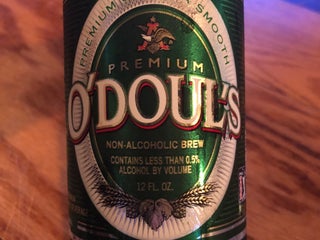 PREMIUM
SMOOTH
PREMIUM
O'DOUL'S
NON-ALCOHOLIC BREW
CONTAINS LESS THAN 0.5%
ALCOHOL BY VOLUME
12 FL. OZ.